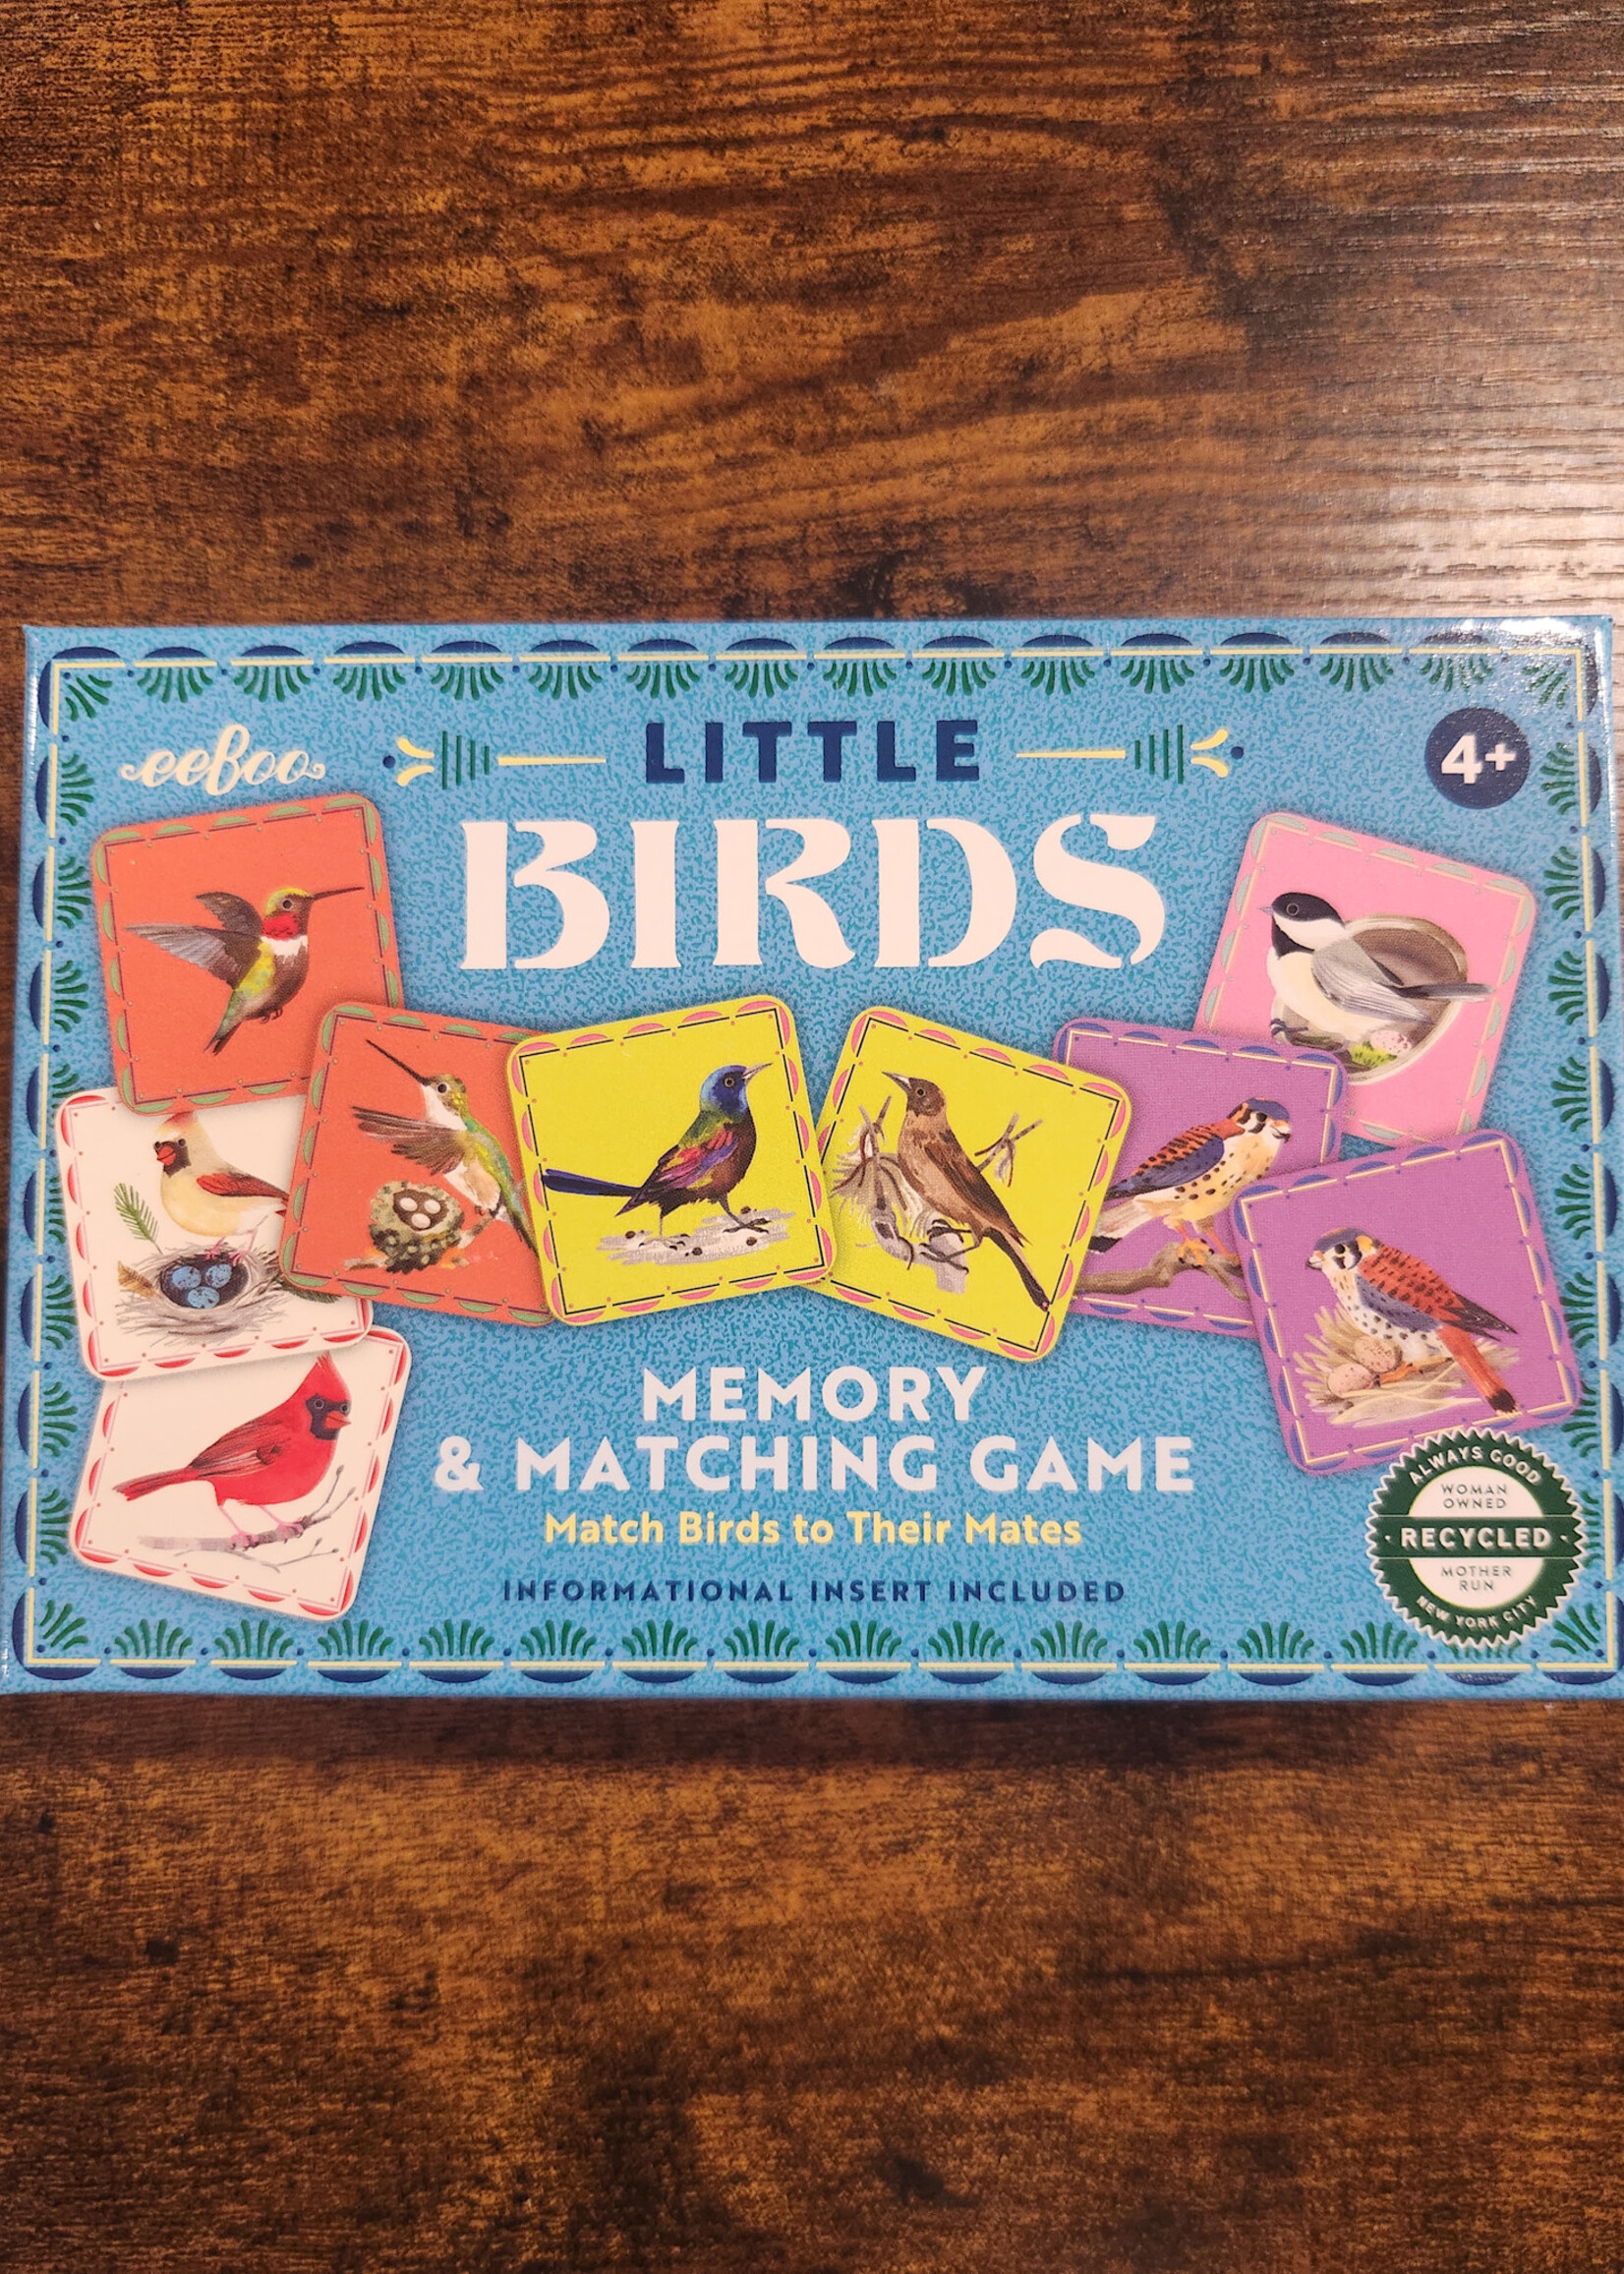 eeboo
LITTLE
4+
BIRDS
MEMORY
& MATCHING GAME
Match Birds to Their Mates
INFORMATIONAL INSERT INCLUDED
ALWAYS GOOD
WOMAN
OWNED
RECYCLED
MOTHER
RUN
NEW YORK CITY